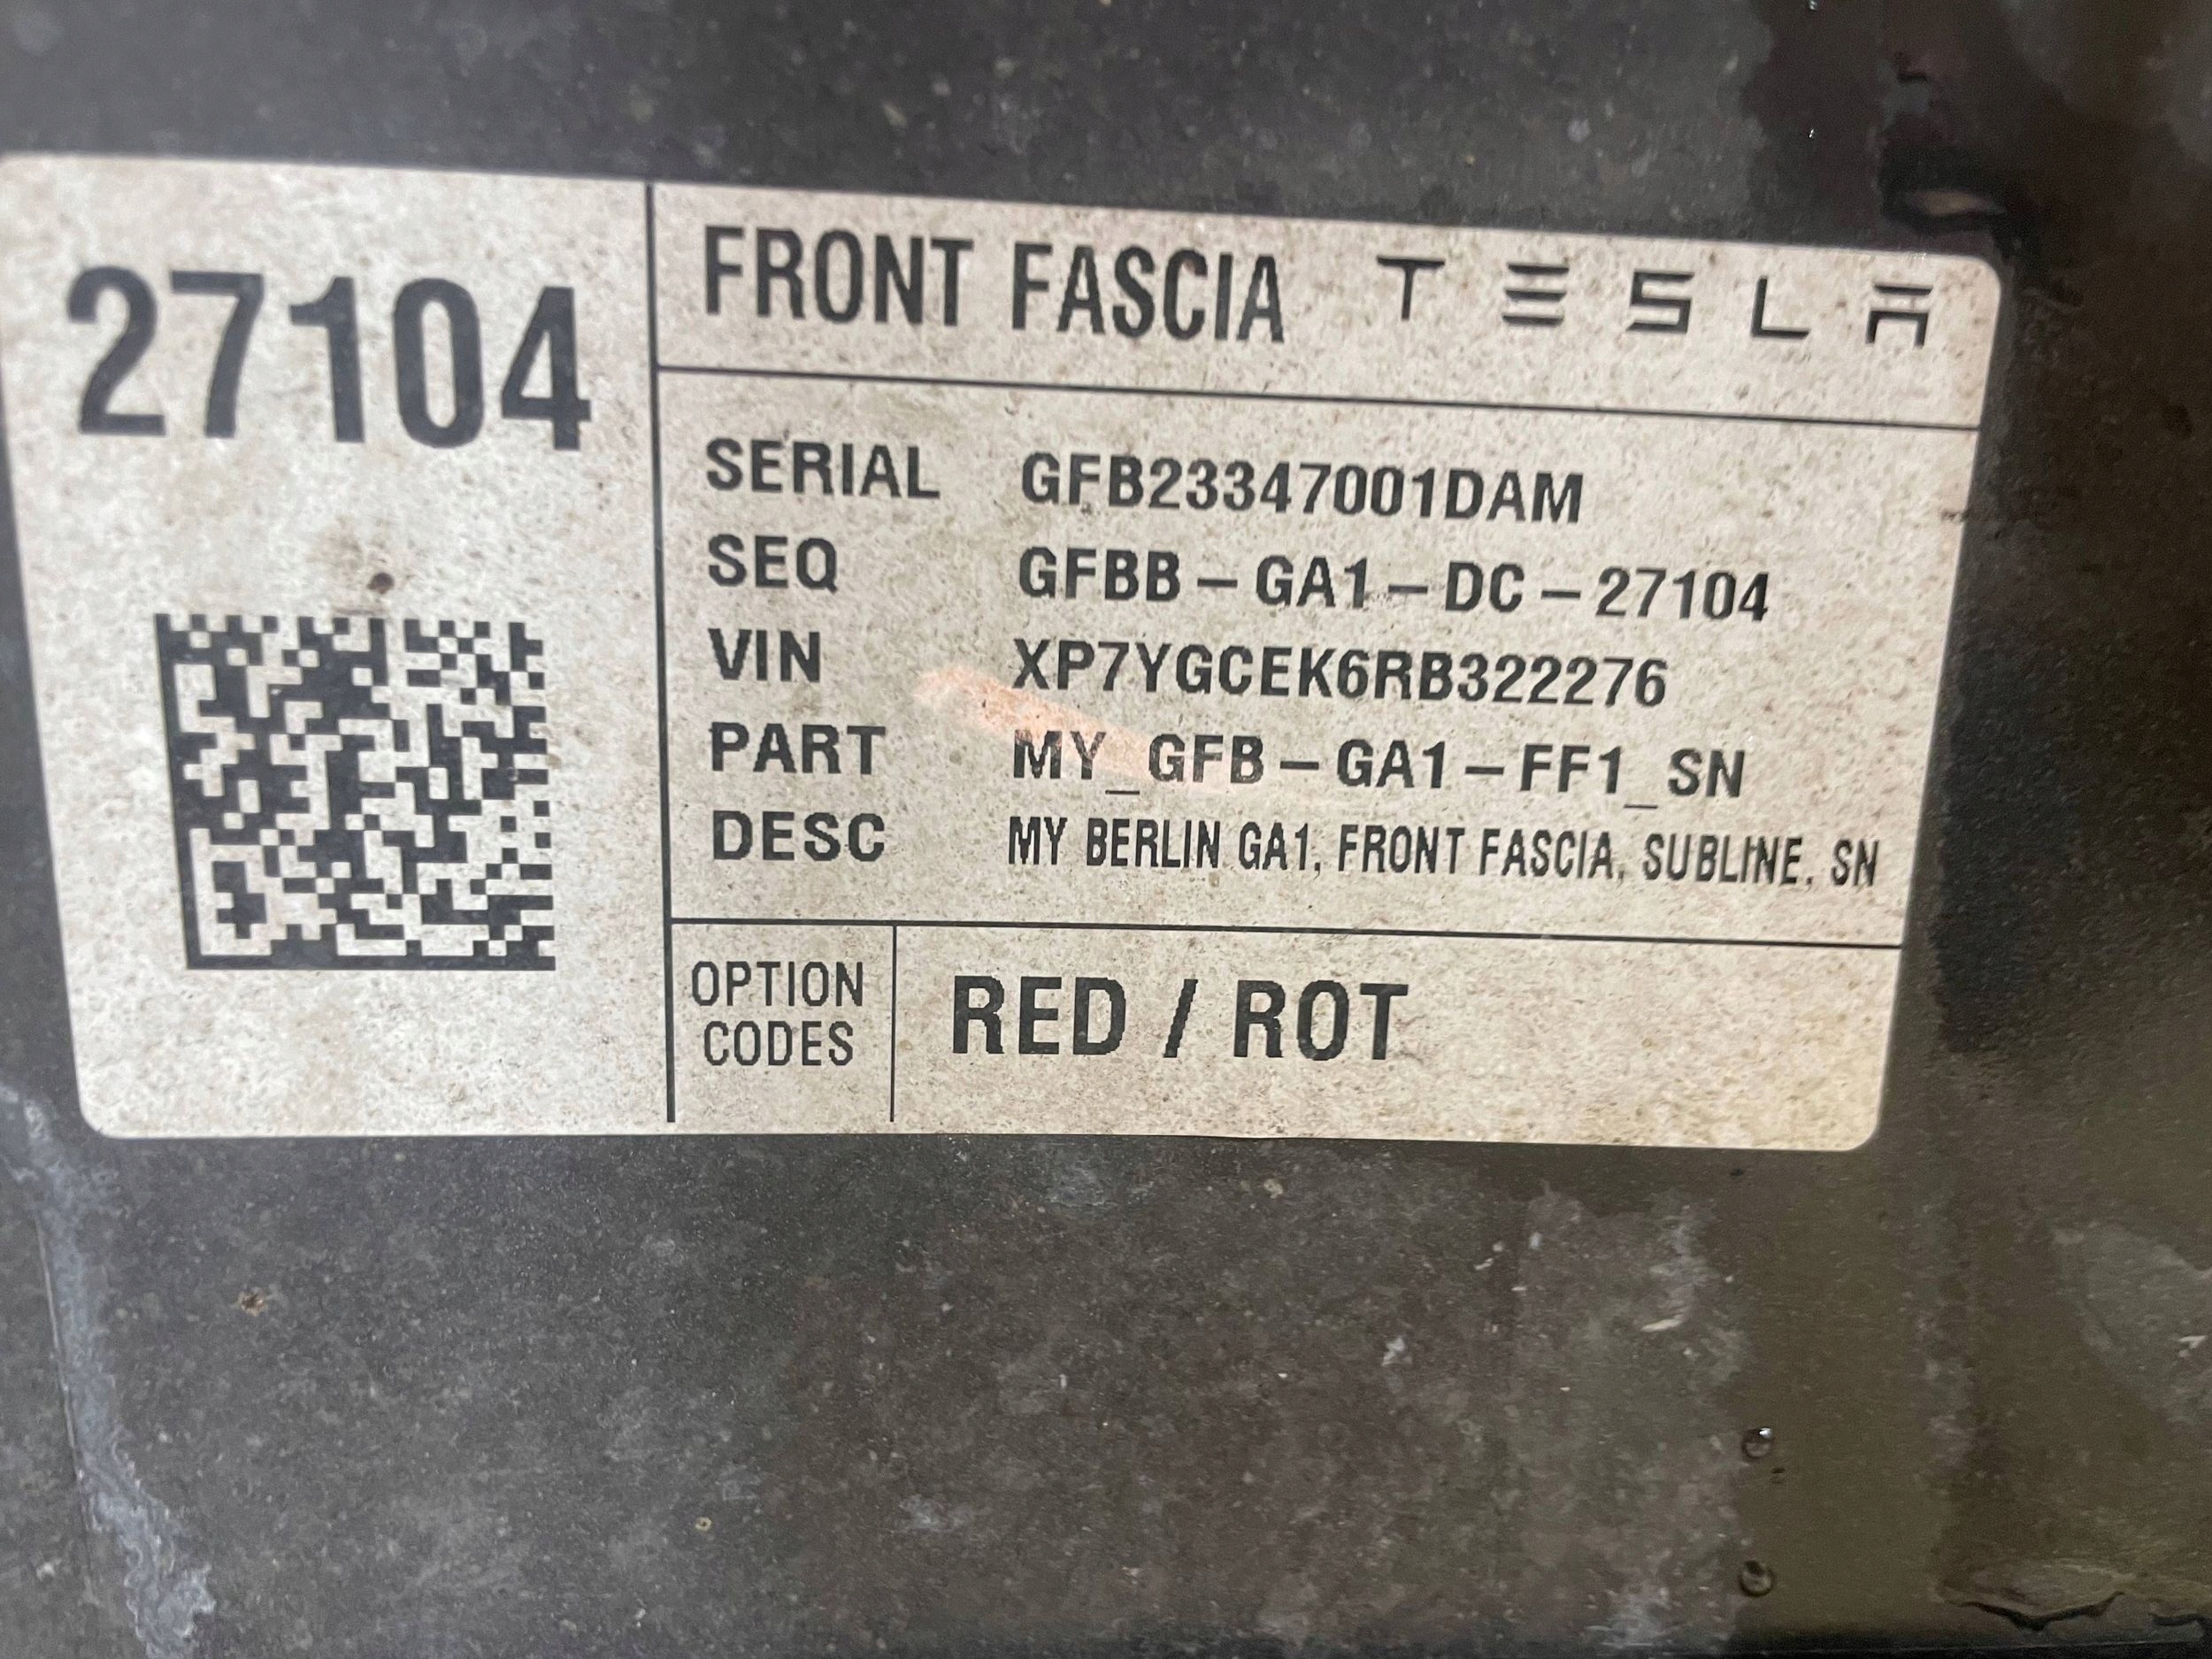 27104
FRONT FASCIA TESLA
SERIAL GFB23347001DAM
SEQ GFBB-GA1-DC-27104
VIN XP7YGCEK6RB322276
PART MY_GFB-GA1-FF1_SN
DESC MY BERLIN GA1, FRONT FASCIA, SUBLINE, SN
OPTION
CODES
RED / ROT